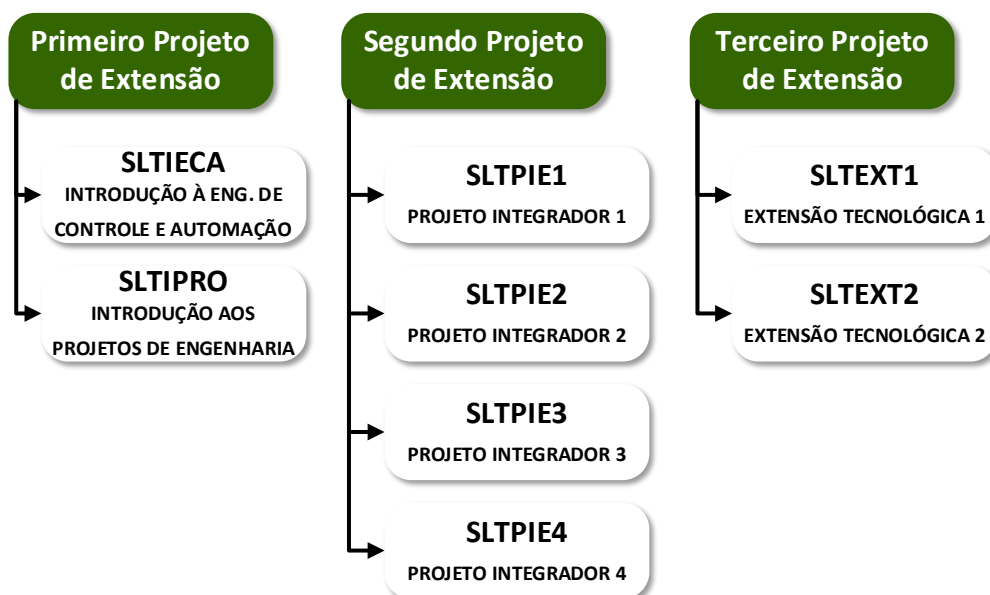 Primeiro Projeto
de Extensão
SLTIECA
INTRODUÇÃO À ENG. DE
CONTROLE E AUTOMAÇÃO
SLTIPRO
INTRODUÇÃO AOS
PROJETOS DE ENGENHARIA
Segundo Projeto
de Extensão
SLTPIE1
PROJETO INTEGRADOR 1
SLTPIE2
PROJETO INTEGRADOR 2
SLTPIE3
PROJETO INTEGRADOR 3
SLTPIE4
PROJETO INTEGRADOR 4
Terceiro Projeto
de Extensão
SLTEXT1
EXTENSÃO TECNOLÓGICA 1
SLTEXT2
EXTENSÃO TECNOLÓGICA 2